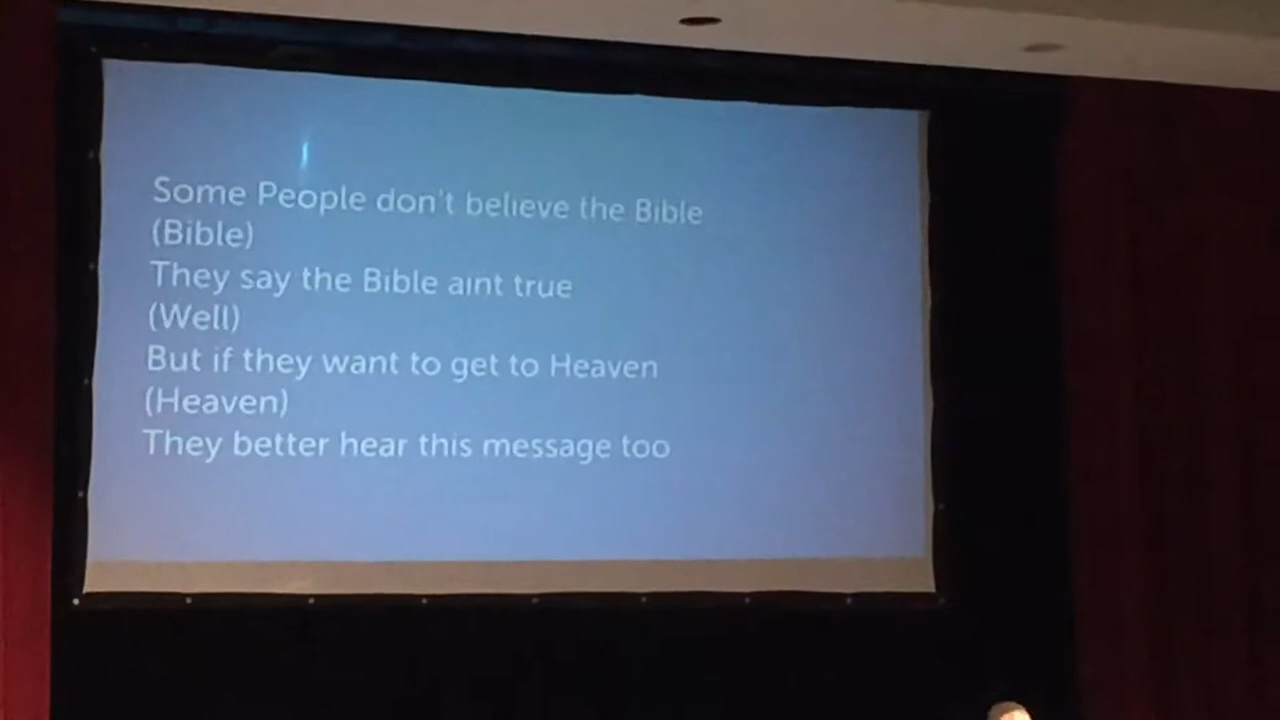 Some People don't believe the Bible
(Bible)
They say the Bible aint true
(Well)
But if they want to get to Heaven
(Heaven)
They better hear this message too